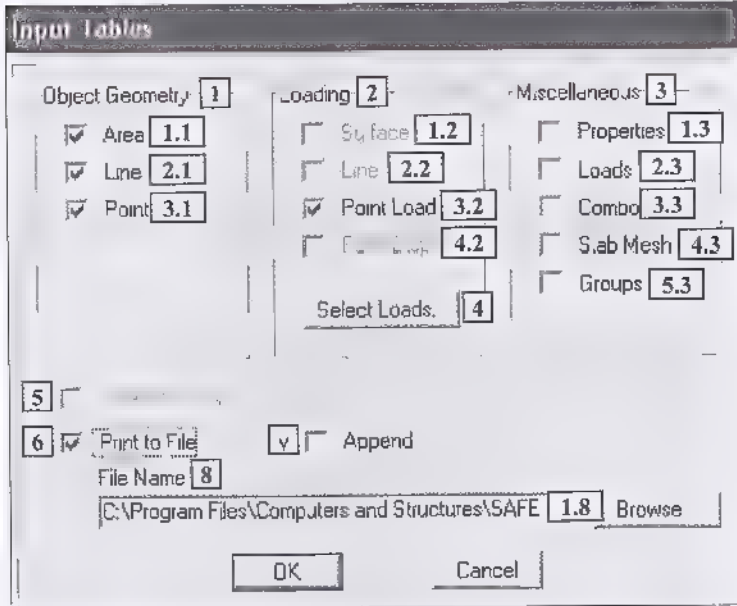 Input Tables
Object Geometry 1
Area 1.1
Line 2.1
Point 3.1
Loading 2
Surface 1.2
Line 2.2
Point Load 3.2
4.2
Select Loads. 4
Miscellaneous 3
Properties 1.3
Loads 2.3
Combo 3.3
Slab Mesh 4.3
Groups 5.3
5
6 Print to File
v Append
File Name 8
C:\Program Files\Computers and Structures\SAFE 1.8 Browse
OK Cancel